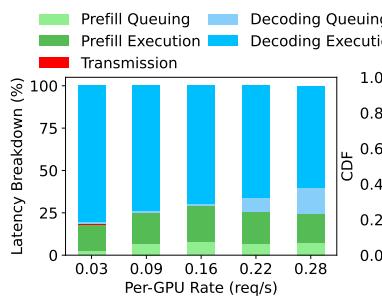 Prefill Queuing
Prefill Execution
Transmission
Decoding Queuing
Decoding
Latency Breakdown (%)
100
75
50
25
0
0.03 0.09 0.16 0.22 0.28
Per-GPU Rate (req/s)
CDF
1.0
0.8
0.6
0.4
0.2
0.0